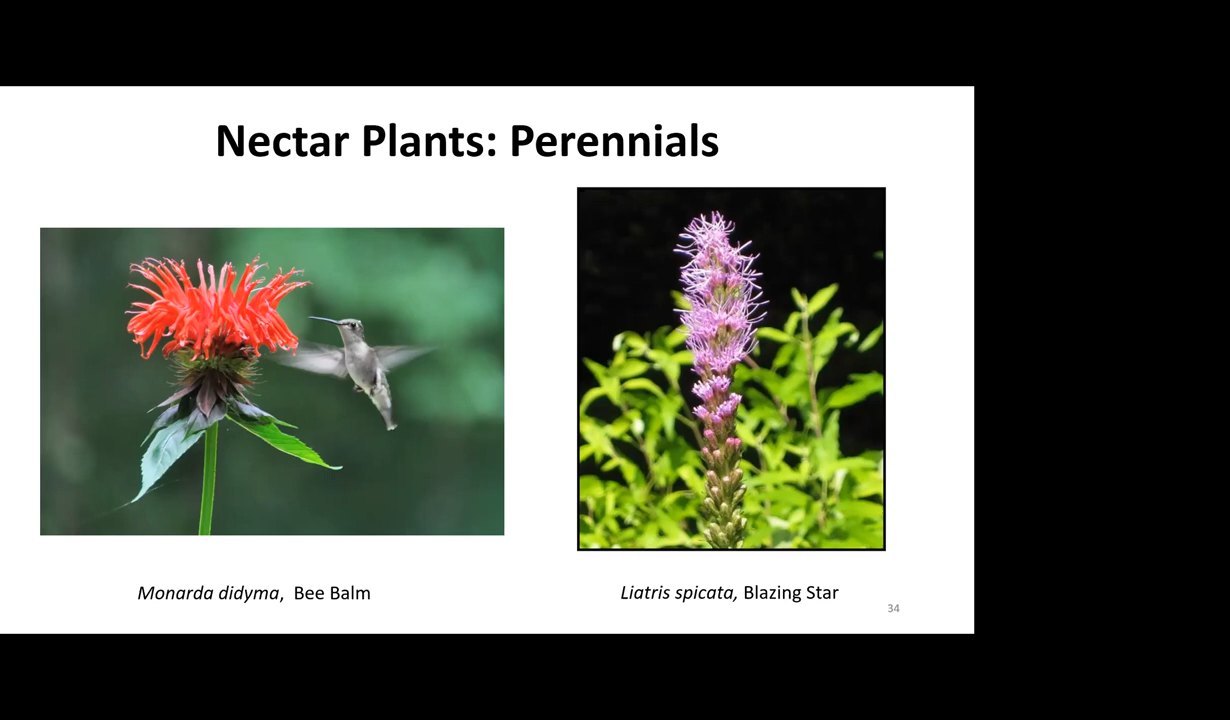 Nectar Plants: Perennials
Monarda didyma, Bee Balm
Liatris spicata, Blazing Star
34